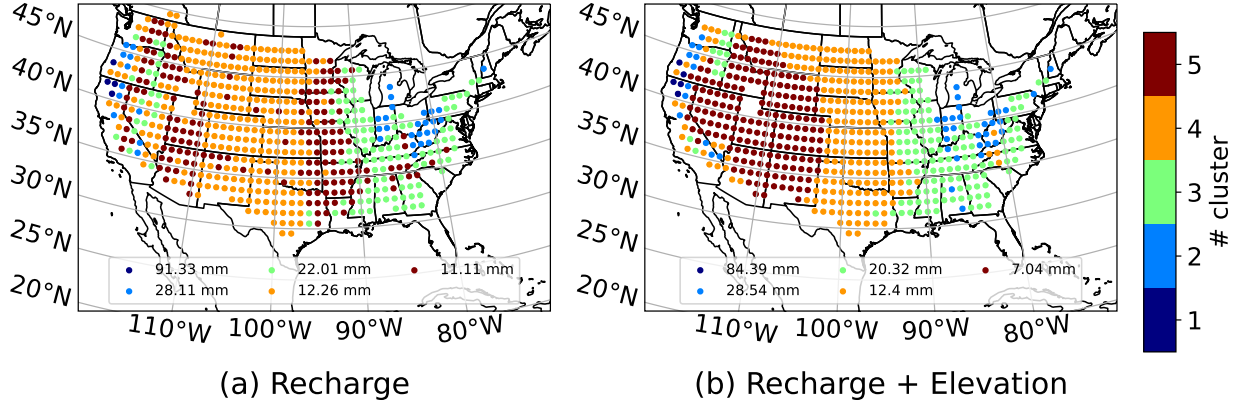 45°N
40°N
35°N
30°N
25°N
20°N
91.33 mm
22.01 mm
11.11 mm
28.11 mm
12.26 mm
110°W
100°W
90°W
80°W
(a) Recharge
45°N
40°N
35°N
30°N
25°N
20°N
84.39 mm
20.32 mm
7.04 mm
28.54 mm
12.4 mm
110°W
100°W
90°W
80°W
(b) Recharge + Elevation
5
4
3
2
1
# cluster